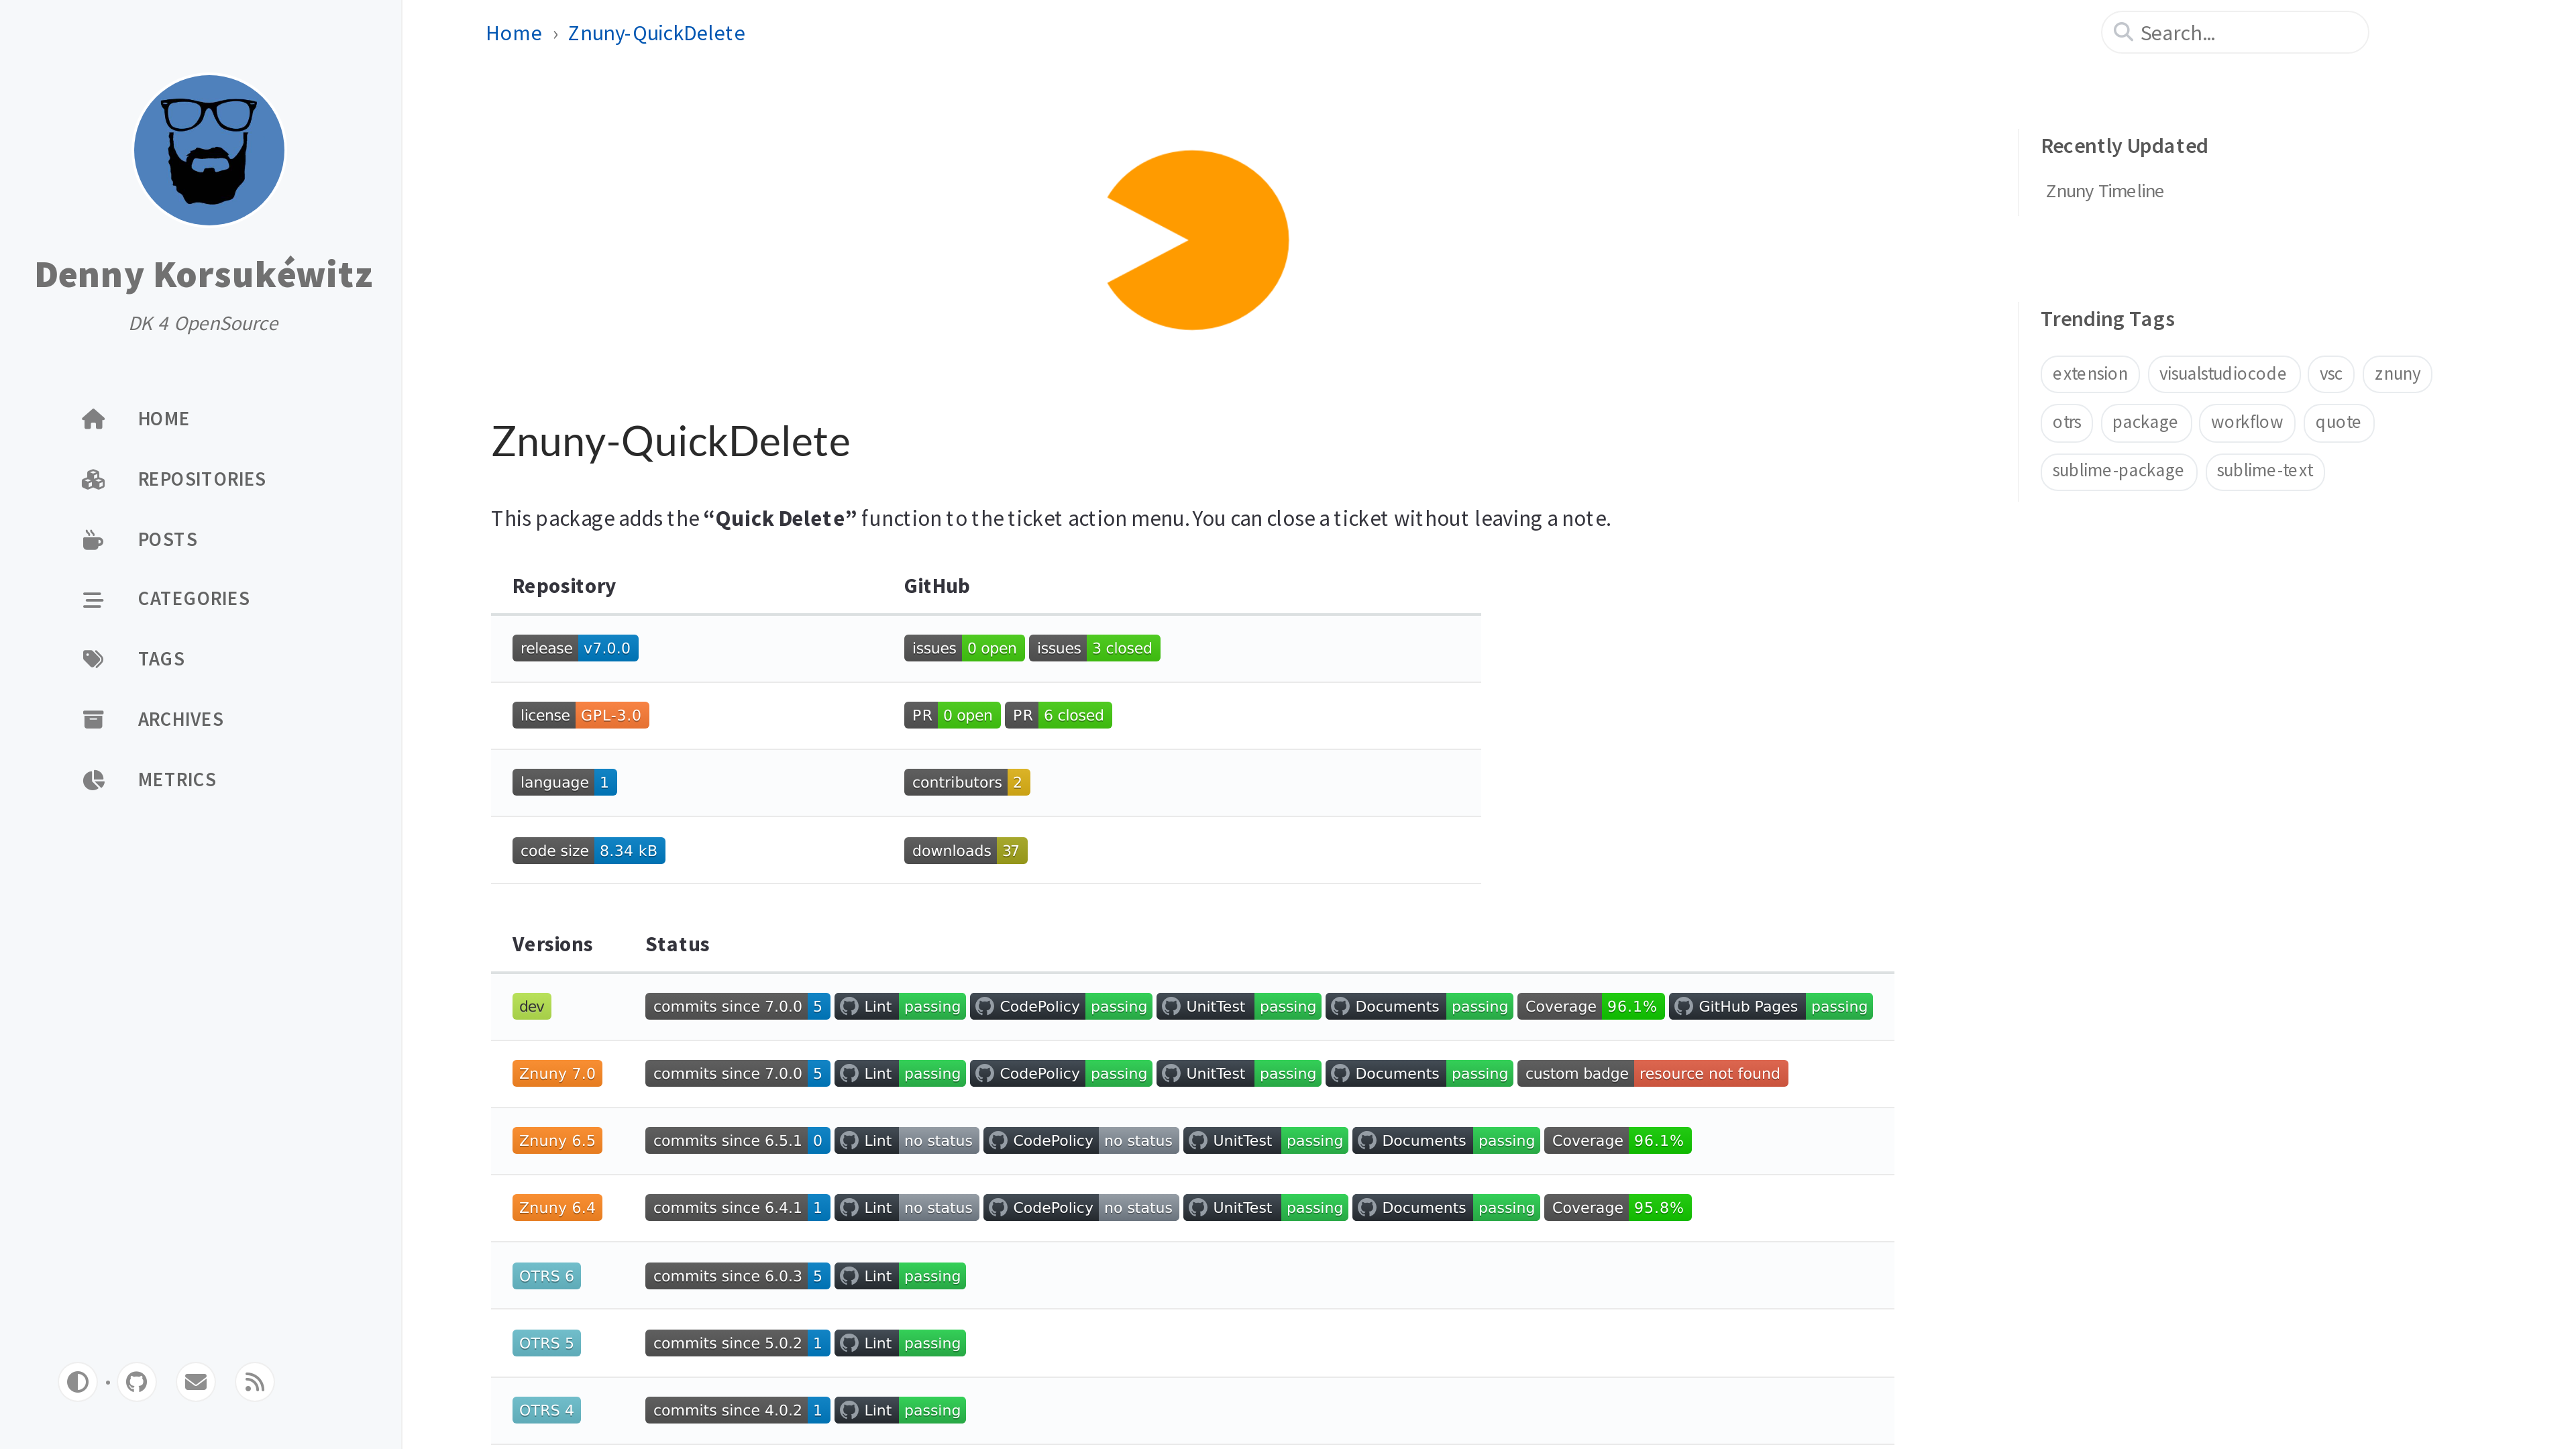 Denny Korsukéwitz
DK 4 OpenSource
HOME
REPOSITORIES
POSTS
CATEGORIES
TAGS
ARCHIVES
METRICS
Home › Znuny-QuickDelete
Search...
Znuny-QuickDelete
This package adds the “Quick Delete” function to the ticket action menu. You can close a ticket without leaving a note.
Repository GitHub
release v7.0.0 issues 0 open issues 3 closed
license GPL-3.0 PR 0 open PR 6 closed
language 1 contributors 2
code size 8.34 kB downloads 37
Versions Status
dev commits since 7.0.0 5 Lint passing CodePolicy passing UnitTest passing Documents passing Coverage 96.1% GitHub Pages passing
Znuny 7.0 commits since 7.0.0 5 Lint passing CodePolicy passing UnitTest passing Documents passing custom badge resource not found
Znuny 6.5 commits since 6.5.1 0 Lint no status CodePolicy no status UnitTest passing Documents passing Coverage 96.1%
Znuny 6.4 commits since 6.4.1 1 Lint no status CodePolicy no status UnitTest passing Documents passing Coverage 95.8%
OTRS 6 commits since 6.0.3 5 Lint passing
OTRS 5 commits since 5.0.2 1 Lint passing
OTRS 4 commits since 4.0.2 1 Lint passing
Recently Updated
Znuny Timeline
Trending Tags
extension visualstudiocode vsc znuny
otrs package workflow quote
sublime-package sublime-text